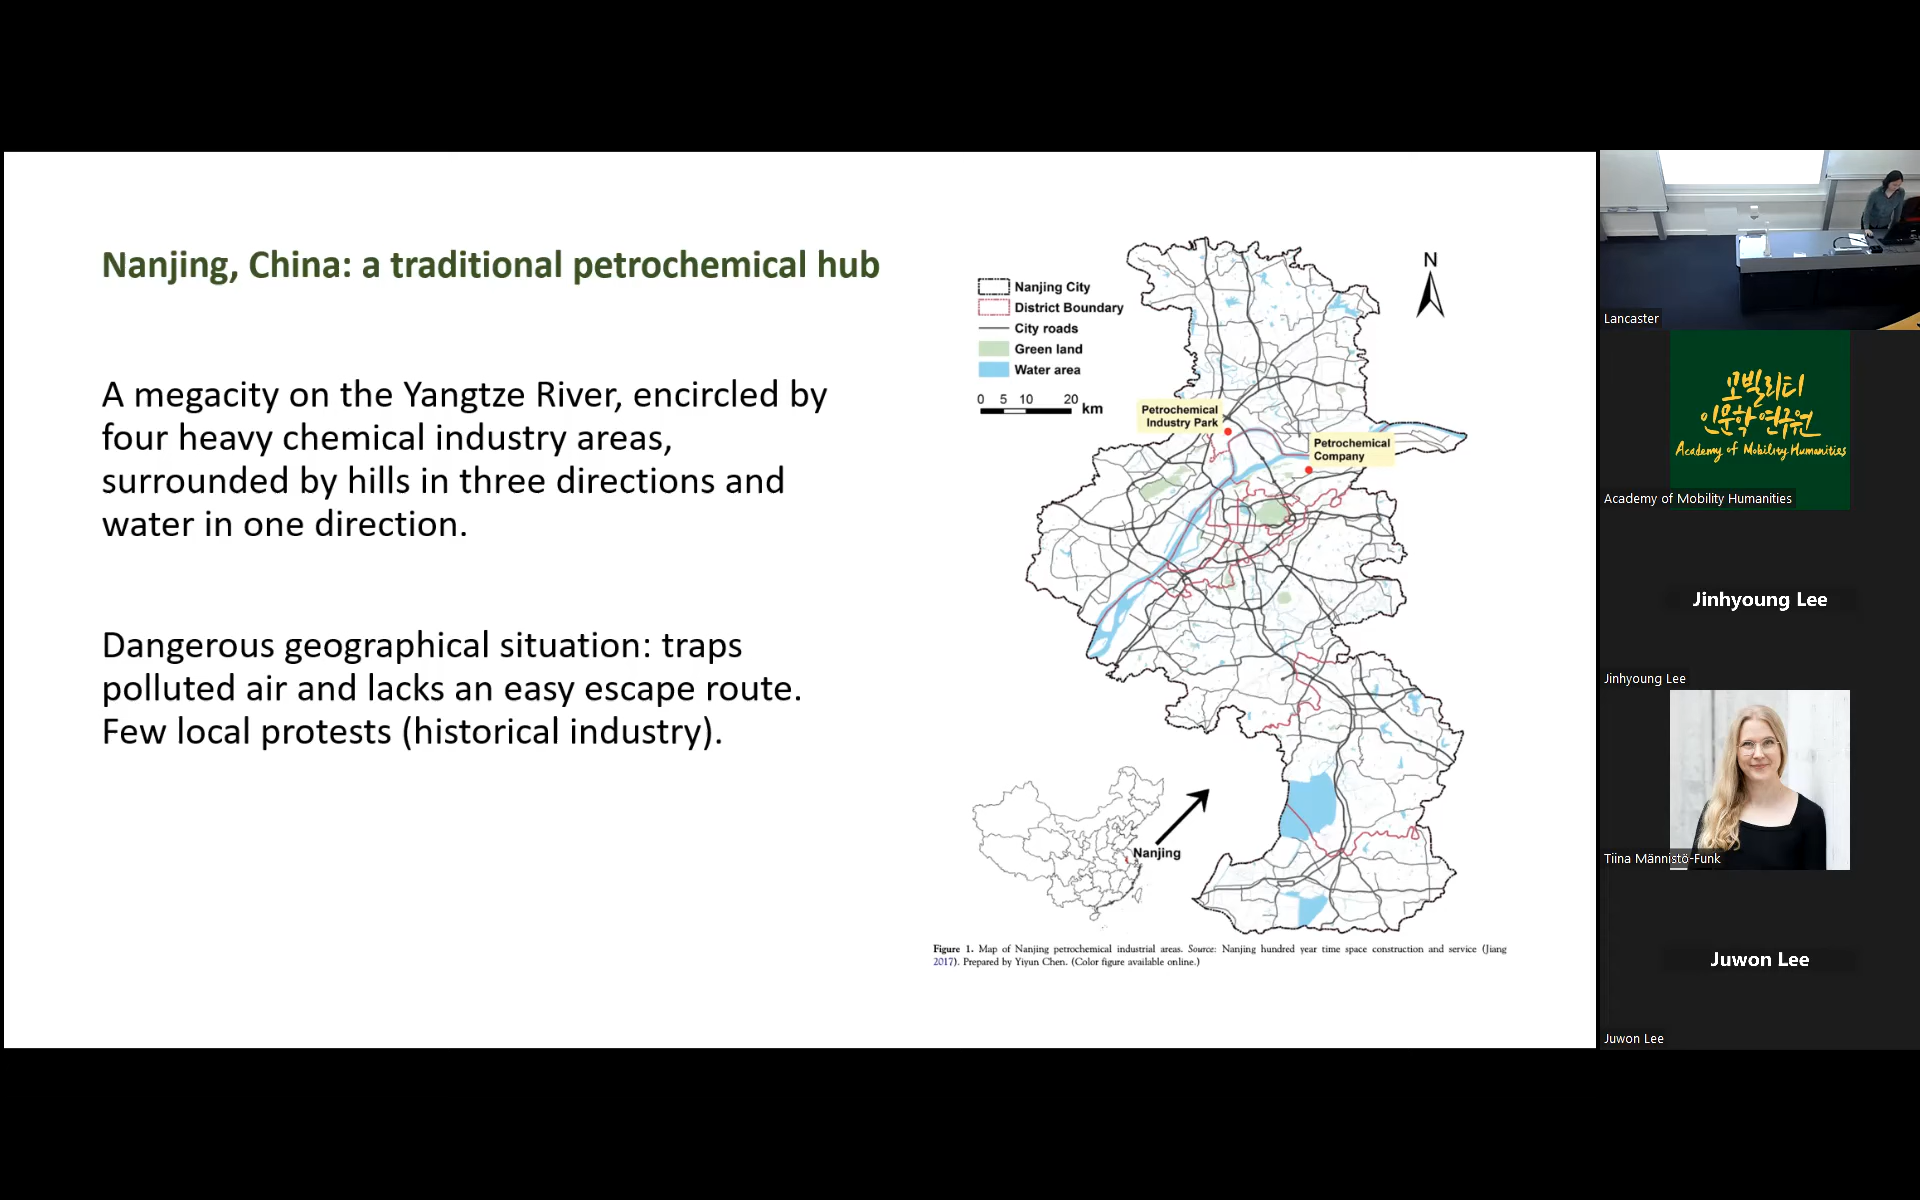 Nanjing, China: a traditional petrochemical hub
A megacity on the Yangtze River, encircled by
four heavy chemical industry areas,
surrounded by hills in three directions and
water in one direction.
Dangerous geographical situation: traps
polluted air and lacks an easy escape route.
Few local protests (historical industry).
Nanjing City
District Boundary
City roads
Green land
Water area
0 5 10 20 km
N
Petrochemical
Industry Park
Petrochemical
Company
Nanjing
Figure 1. Map of Nanjing petrochemical industrial areas. Source: Nanjing hundred year time space construction and service (Jiang
2017). Prepared by Yiyun Chen. (Color figure available online.)
Lancaster
모빌리티
인문학 연구원
Academy of Mobility Humanities
Academy of Mobility Humanities
Jinhyoung Lee
Jinhyoung Lee
Tiina Männistö-Funk
Juwon Lee
Juwon Lee